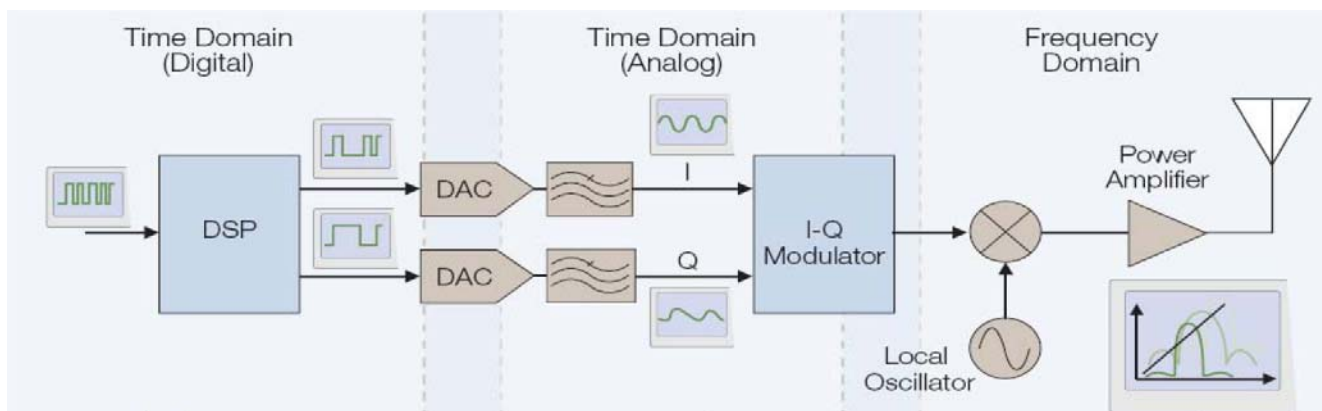 Time Domain
(Digital)
Time Domain
(Analog)
Frequency
Domain
DSP
DAC
DAC
I
Q
I-Q
Modulator
Local
Oscillator
Power
Amplifier